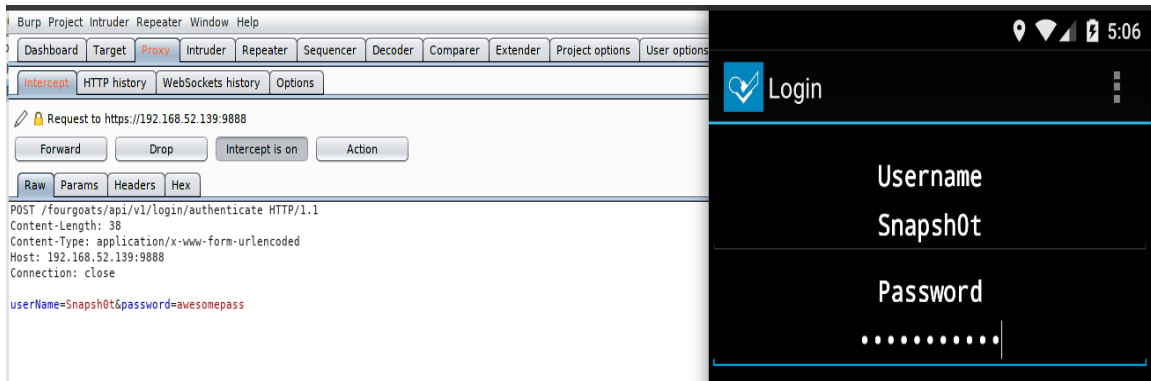 Burp Project Intruder Repeater Window Help
Dashboard Target Proxy Intruder Repeater Sequencer Decoder Comparer Extender Project options User options
Intercept HTTP history WebSockets history Options
Request to https://192.168.52.139:9888
Forward Drop Intercept is on Action
Raw Params Headers Hex
POST /fourgoats/api/v1/login/authenticate HTTP/1.1
Content-Length: 38
Content-Type: application/x-www-form-urlencoded
Host: 192.168.52.139:9888
Connection: close
userName=Snapsh0t&password=awesomepass
5:06
Login
Username
Snapsh0t
Password
•••••••••••